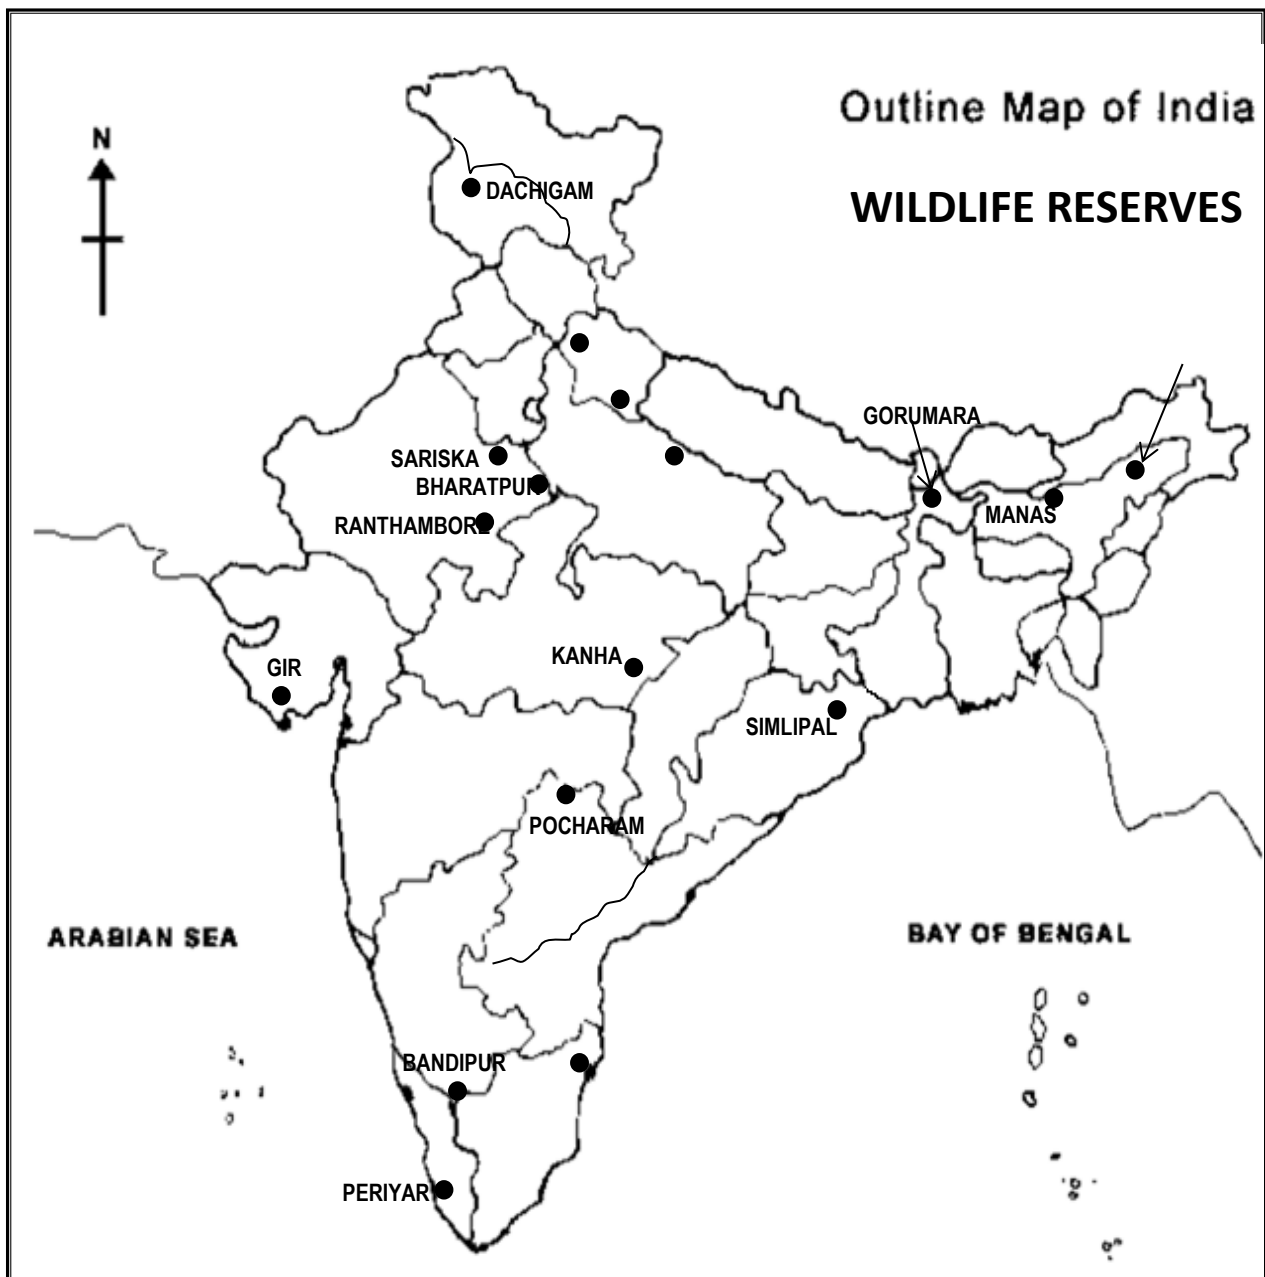 Outline Map of India
N
WILDLIFE RESERVES
DACHIGAM
GORUMARA
SARISKA
BHARATPUR
MANAS
RANTHAMBORE
KANHA
GIR
SIMLIPAL
POCHARAM
ARABIAN SEA
BAY OF BENGAL
BANDIPUR
PERIYAR